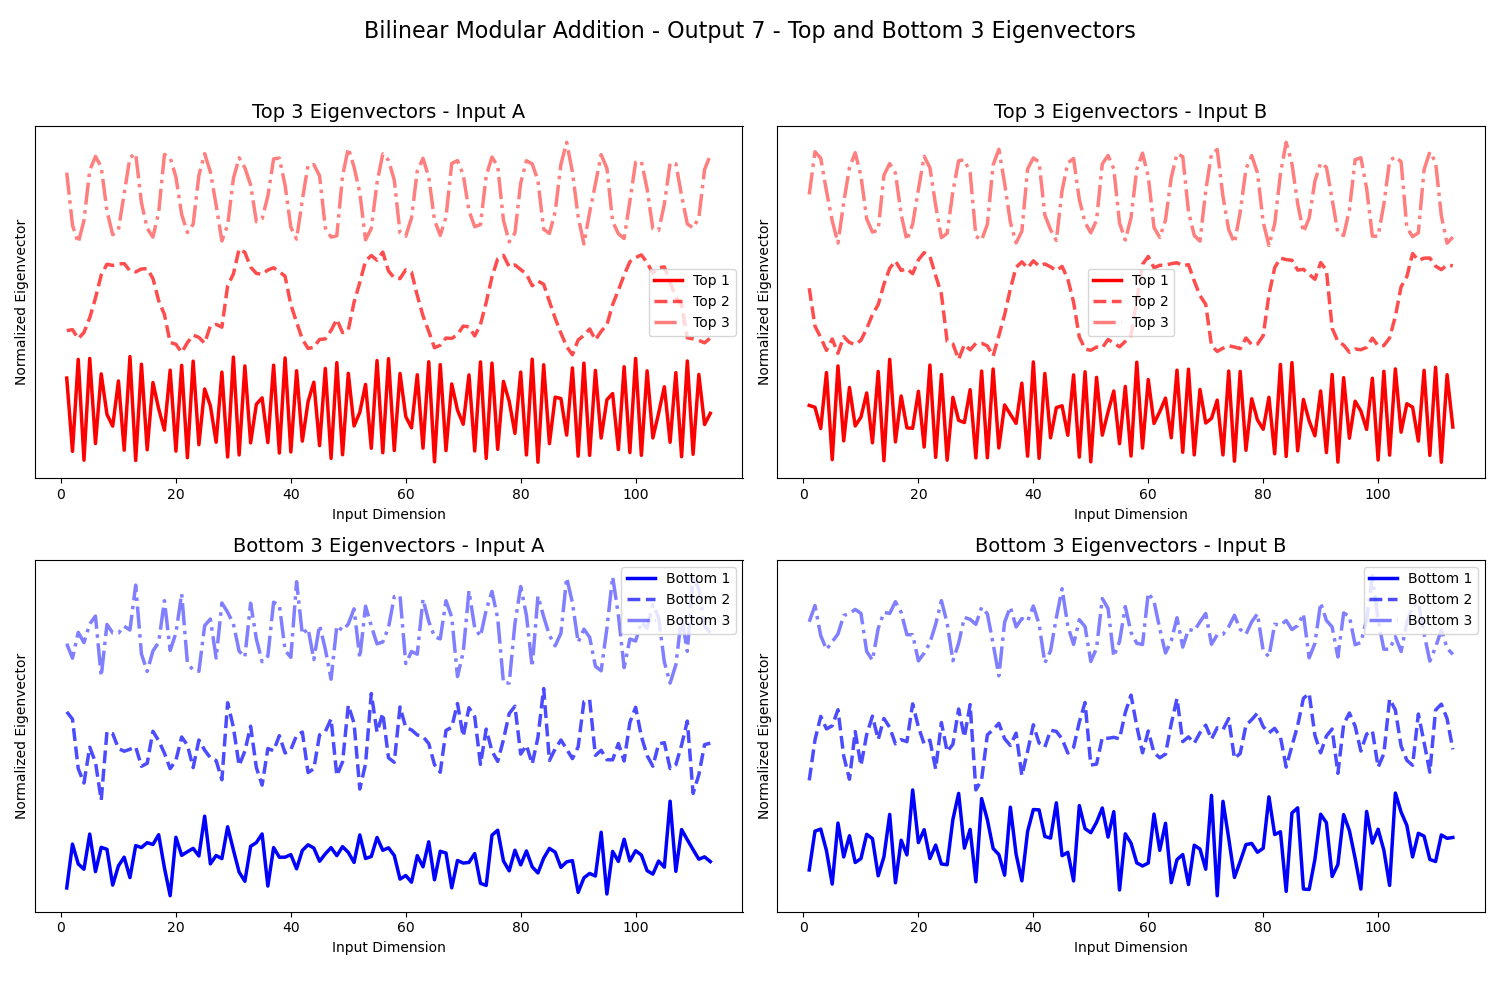 Bilinear Modular Addition - Output 7 - Top and Bottom 3 Eigenvectors
Top 3 Eigenvectors - Input A
Normalized Eigenvector
Top 1
Top 2
Top 3
0 20 40 60 80 100
Input Dimension
Top 3 Eigenvectors - Input B
Normalized Eigenvector
Top 1
Top 2
Top 3
0 20 40 60 80 100
Input Dimension
Bottom 3 Eigenvectors - Input A
Normalized Eigenvector
Bottom 1
Bottom 2
Bottom 3
0 20 40 60 80 100
Input Dimension
Bottom 3 Eigenvectors - Input B
Normalized Eigenvector
Bottom 1
Bottom 2
Bottom 3
0 20 40 60 80 100
Input Dimension